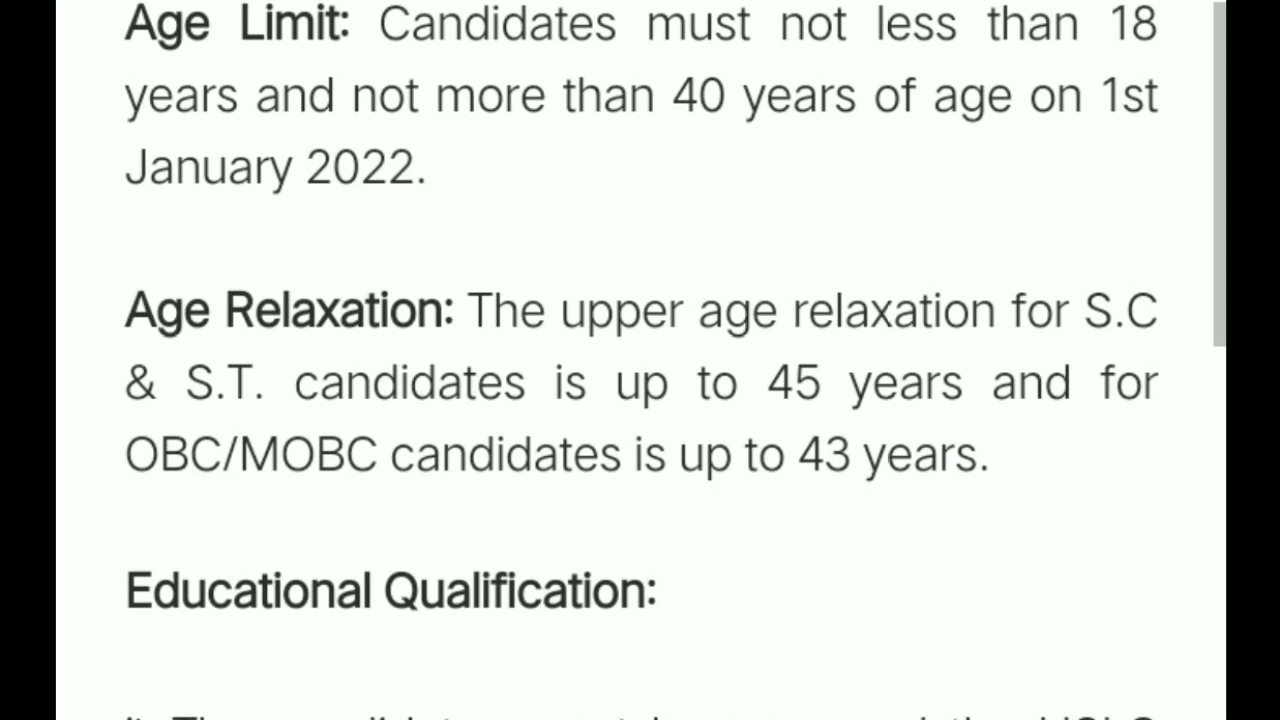 Age Limit: Candidates must not less than 18
years and not more than 40 years of age on 1st
January 2022.
Age Relaxation: The upper age relaxation for S.C
& S.T. candidates is up to 45 years and for
OBC/MOBC candidates is up to 43 years.
Educational Qualification: